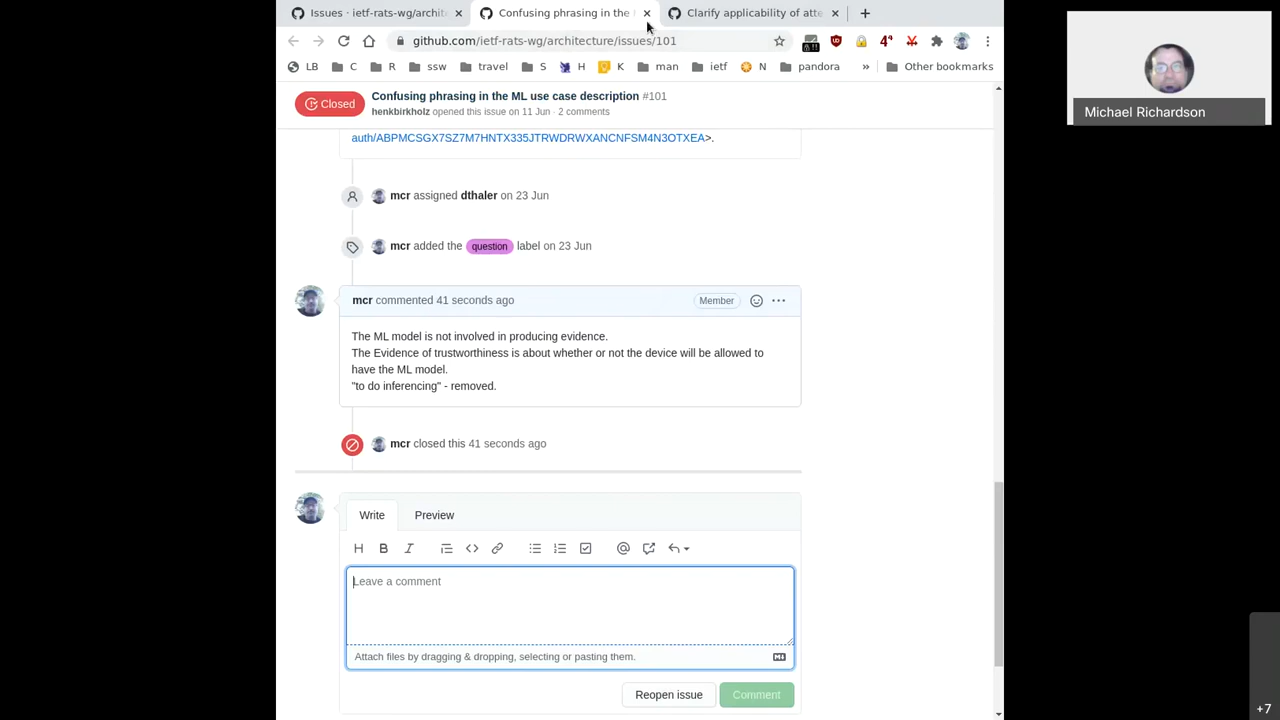 Issues · ietf-rats-wg/archite
Confusing phrasing in the
Clarify applicability of atte
github.com/ietf-rats-wg/architecture/issues/101
LB
C
R
ssw
travel
S
H
K
man
ietf
N
pandora
»
Other bookmarks
Closed
Confusing phrasing in the ML use case description #101
henkbirkholz opened this issue on 11 Jun · 2 comments
auth/ABPMCSGX7SZ7M7HNTX335JTRWDRWXANCNFSM4N3OTXEA>.
mcr assigned dthaler on 23 Jun
mcr added the question label on 23 Jun
mcr commented 41 seconds ago
Member
The ML model is not involved in producing evidence.
The Evidence of trustworthiness is about whether or not the device will be allowed to
have the ML model.
"to do inferencing" - removed.
mcr closed this 41 seconds ago
Write
Preview
Leave a comment
Attach files by dragging & dropping, selecting or pasting them.
Reopen issue
Comment
Michael Richardson
+7